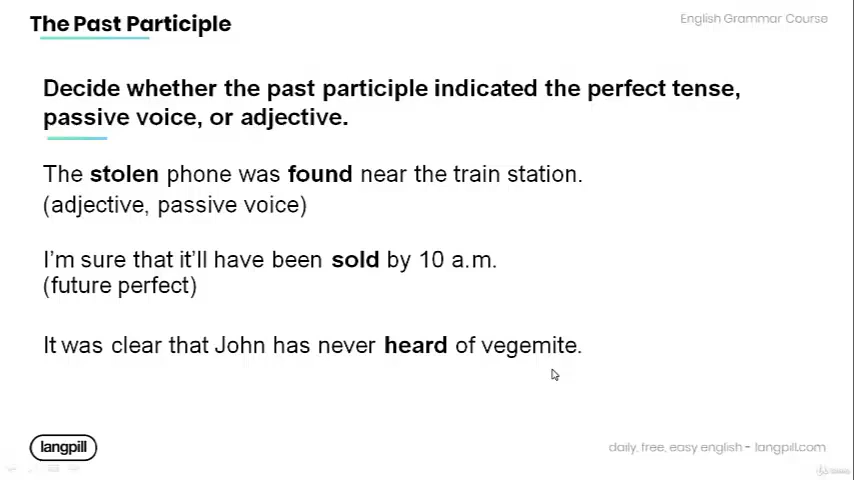 The Past Participle
English Grammar Course
Decide whether the past participle indicated the perfect tense,
passive voice, or adjective.
The stolen phone was found near the train station.
(adjective, passive voice)
I'm sure that it'll have been sold by 10 a.m.
(future perfect)
It was clear that John has never heard of vegemite.
langpill
daily, free, easy english - langpill.com